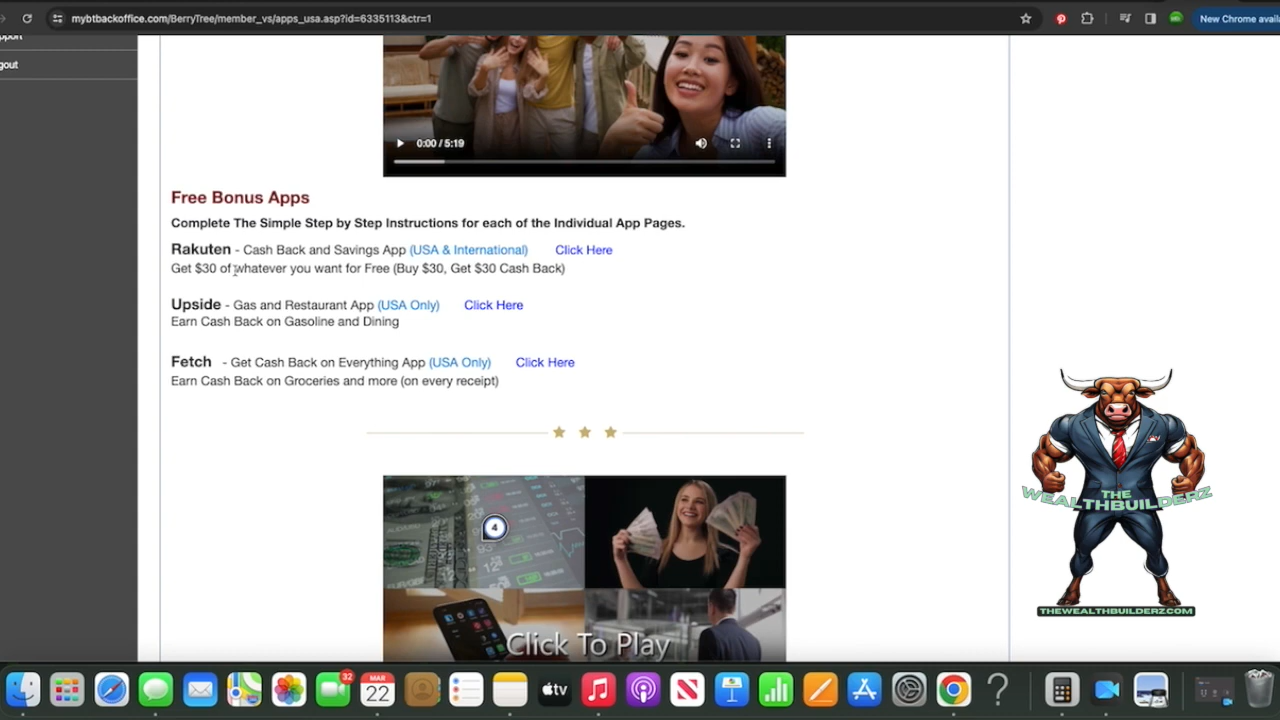 mybtbackoffice.com/BerryTree/member_vs/apps_usa.asp?id=6335113&ctr=1
New Chrome availa
pport
gout
0:00 / 5:19
Free Bonus Apps
Complete The Simple Step by Step Instructions for each of the Individual App Pages.
Rakuten - Cash Back and Savings App (USA & International) Click Here
Get $30 of whatever you want for Free (Buy $30, Get $30 Cash Back)
Upside - Gas and Restaurant App (USA Only) Click Here
Earn Cash Back on Gasoline and Dining
Fetch - Get Cash Back on Everything App (USA Only) Click Here
Earn Cash Back on Groceries and more (on every receipt)
4
Click To Play
THE
WEALTHBUILDERZ
THEWEALTHBUILDERZ.COM
32
MAR
22
tv